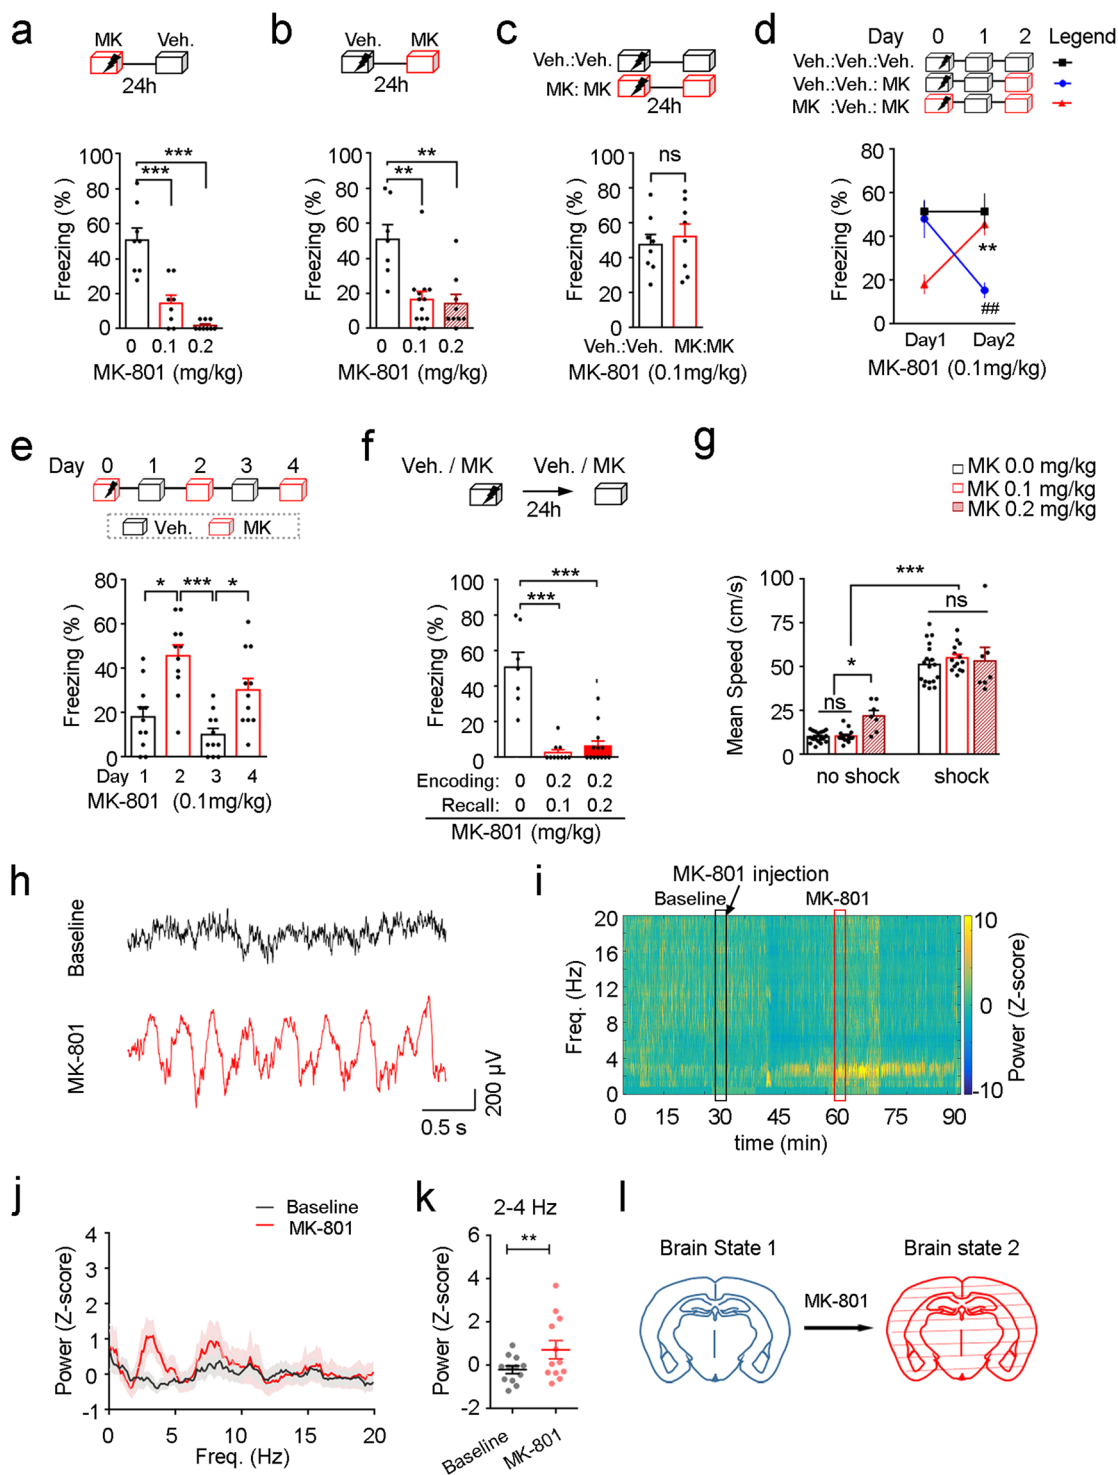 a
MK
Veh.
24h
Freezing (% )
100
80
60
40
20
0
***
***
0
0.1
0.2
MK-801 (mg/kg)
b
Veh.
MK
24h
Freezing (% )
100
80
60
40
20
0
**
**
0
0.1
0.2
MK-801 (mg/kg)
c
Veh.:Veh.
MK: MK
24h
Freezing (% )
100
80
60
40
20
0
ns
Veh.:Veh. MK:MK
MK-801 (0.1mg/kg)
d
Day 0 1 2 Legend
Veh.:Veh.:Veh.
Veh.:Veh.: MK
MK :Veh.: MK
Freezing (% )
80
60
40
20
0
**
##
Day1 Day2
MK-801 (0.1mg/kg)
e
Day 0 1 2 3 4
Veh. MK
Freezing (% )
80
60
40
20
0
* *** *
Day 1 2 3 4
MK-801 (0.1mg/kg)
f
Veh. / MK Veh. / MK
24h
Freezing (% )
100
80
60
40
20
0
***
***
Encoding: 0 0.2 0.2
Recall: 0 0.1 0.2
MK-801 (mg/kg)
g
MK 0.0 mg/kg
MK 0.1 mg/kg
MK 0.2 mg/kg
Mean Speed (cm/s)
100
75
50
25
0
***
ns
*
ns
no shock shock
h
Baseline
MK-801
200 µV
0.5 s
i
MK-801 injection
Baseline MK-801
Freq. (Hz)
20
16
12
8
4
0
0 15 30 45 60 75 90
time (min)
10
0
-10
Power (Z-score)
j
Baseline
MK-801
Power (Z-score)
4
3
2
1
0
-1
0 5 10 15 20
Freq. (Hz)
k
2-4 Hz
Power (Z-score)
6
4
2
0
-2
**
Baseline
MK-801
l
Brain State 1
Brain state 2
MK-801